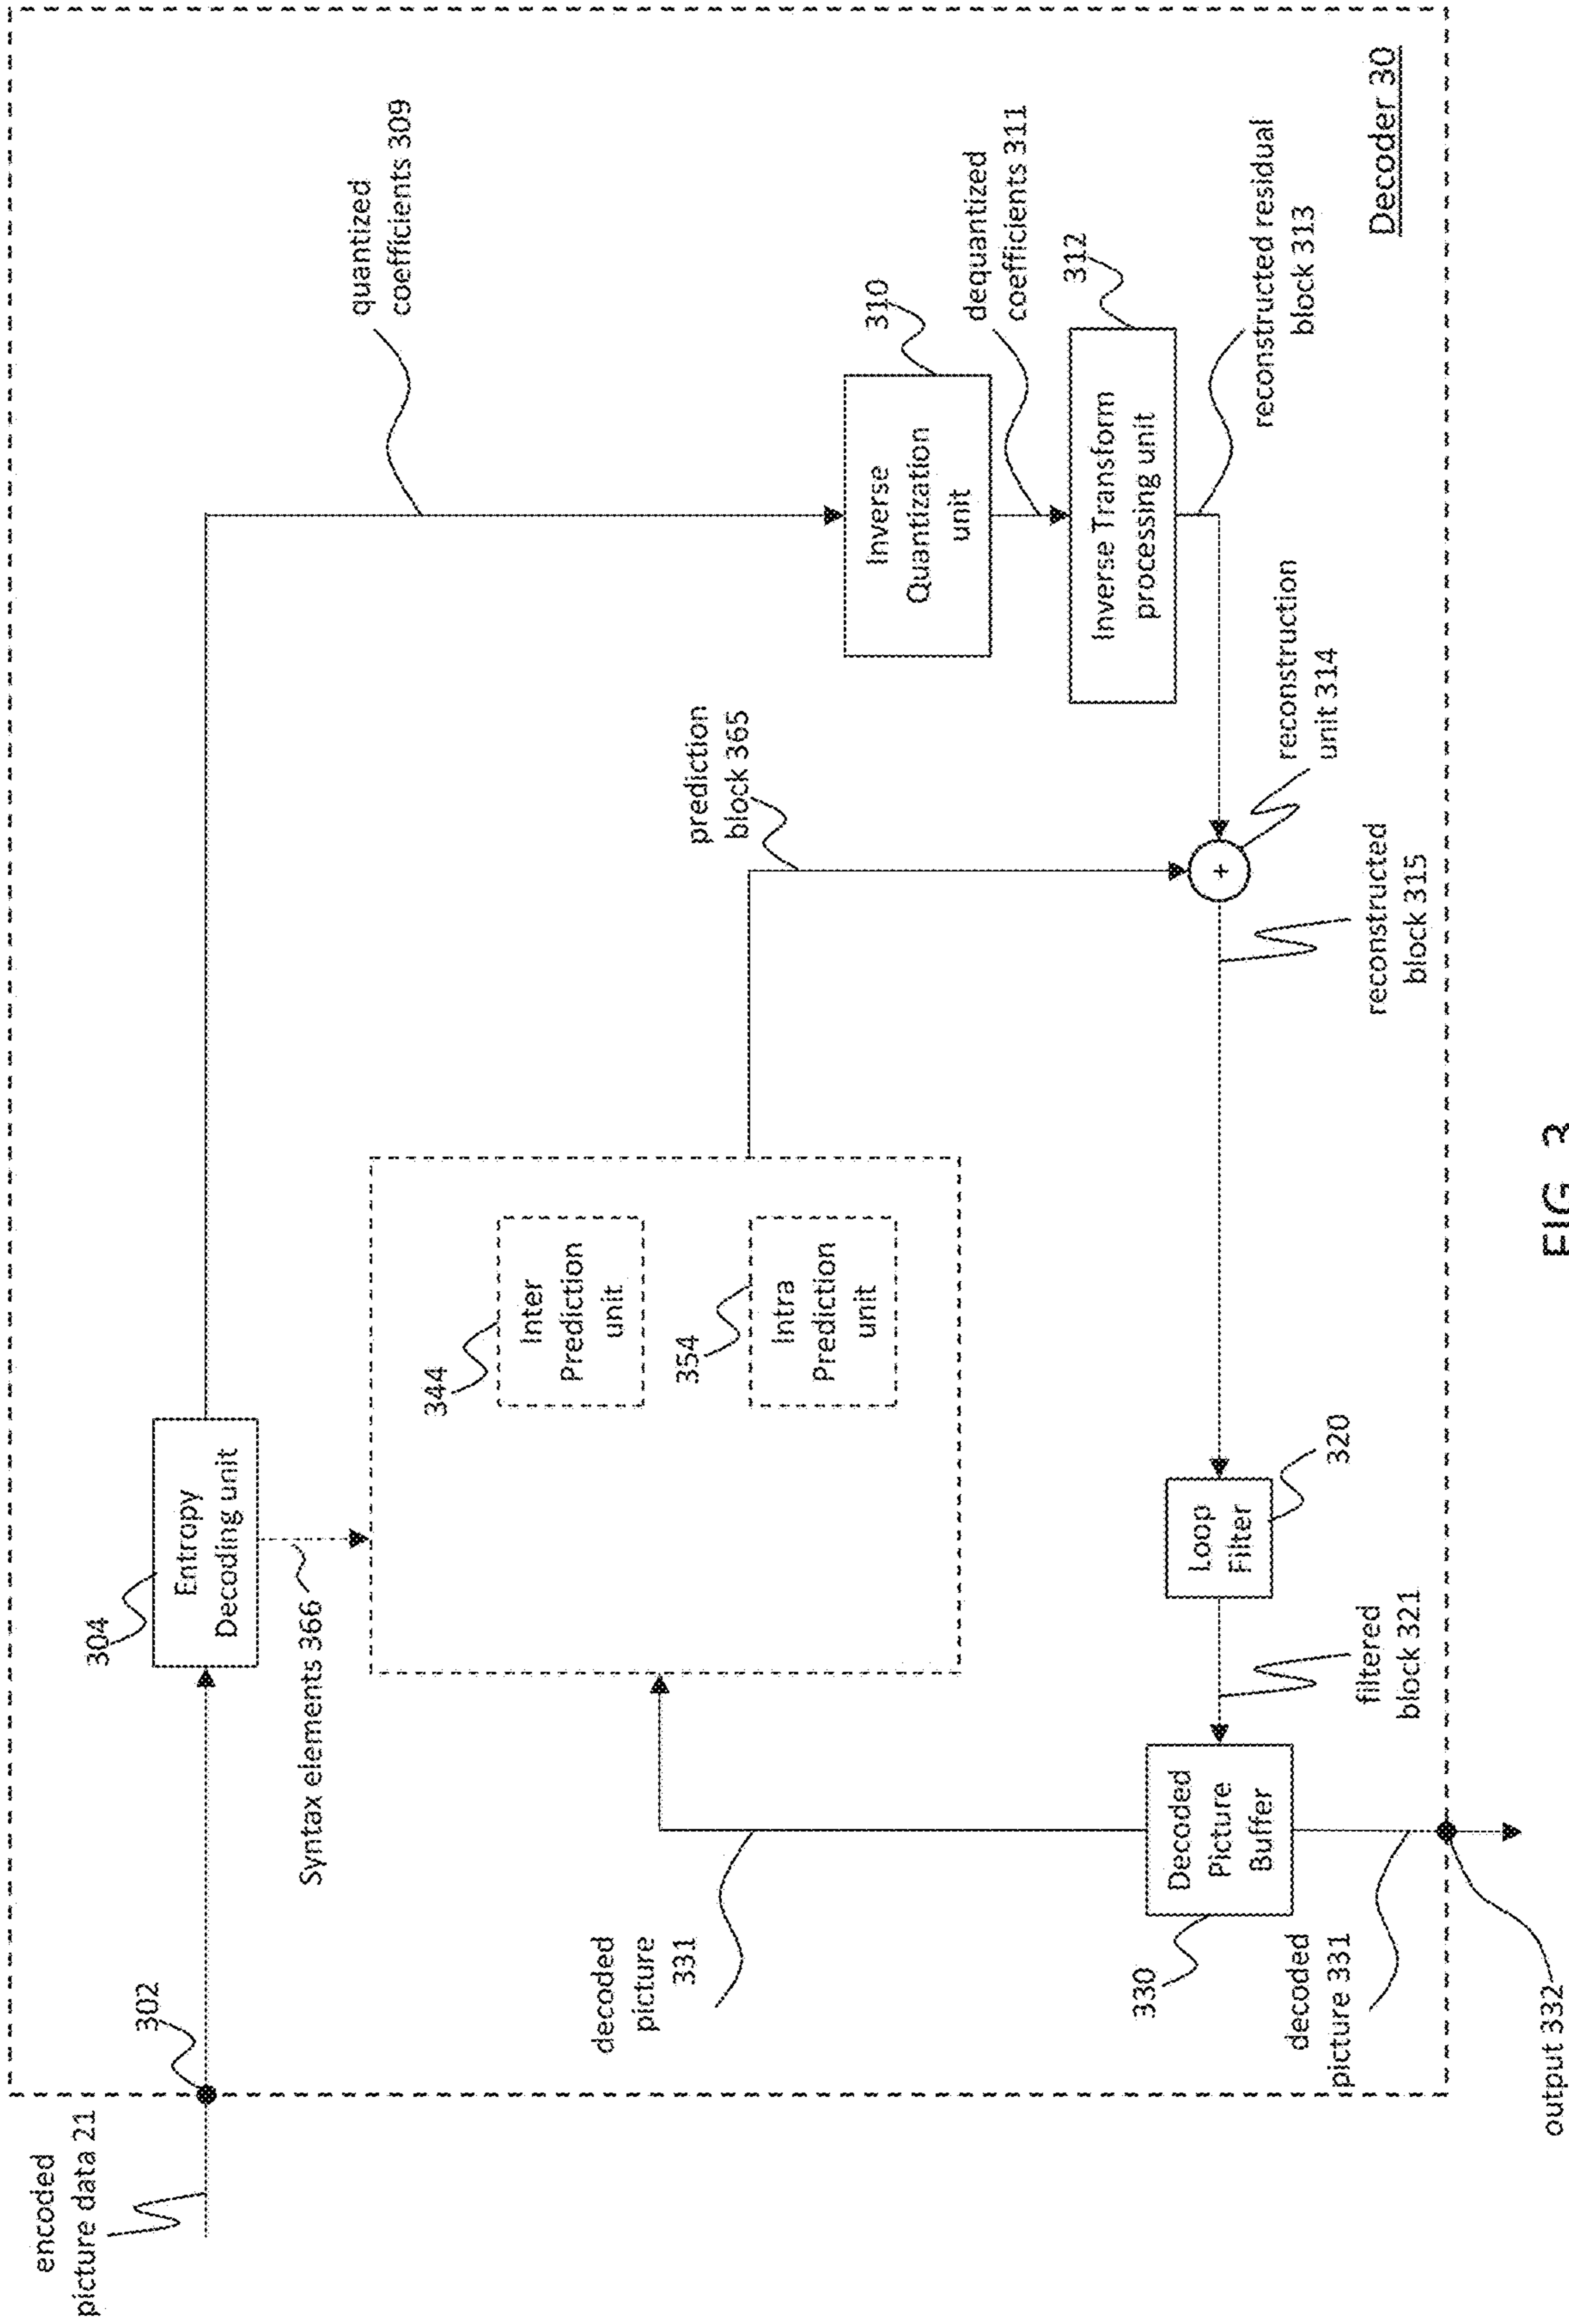 encoded
picture data 21
302
304
Entropy
Decoding unit
Syntax elements 366
quantized
coefficients 309
344
Inter
Prediction
unit
354
Intra
Prediction
unit
prediction
block 365
310
Inverse
Quantization
unit
dequantized
coefficients 311
312
Inverse Transform
processing unit
reconstructed residual
block 313
reconstruction
unit 314
+
reconstructed
block 315
Loop
Filter
320
filtered
block 321
Decoded
Picture
Buffer
330
decoded
picture
331
decoded
picture 331
output 332
Decoder 30
FIG. 3